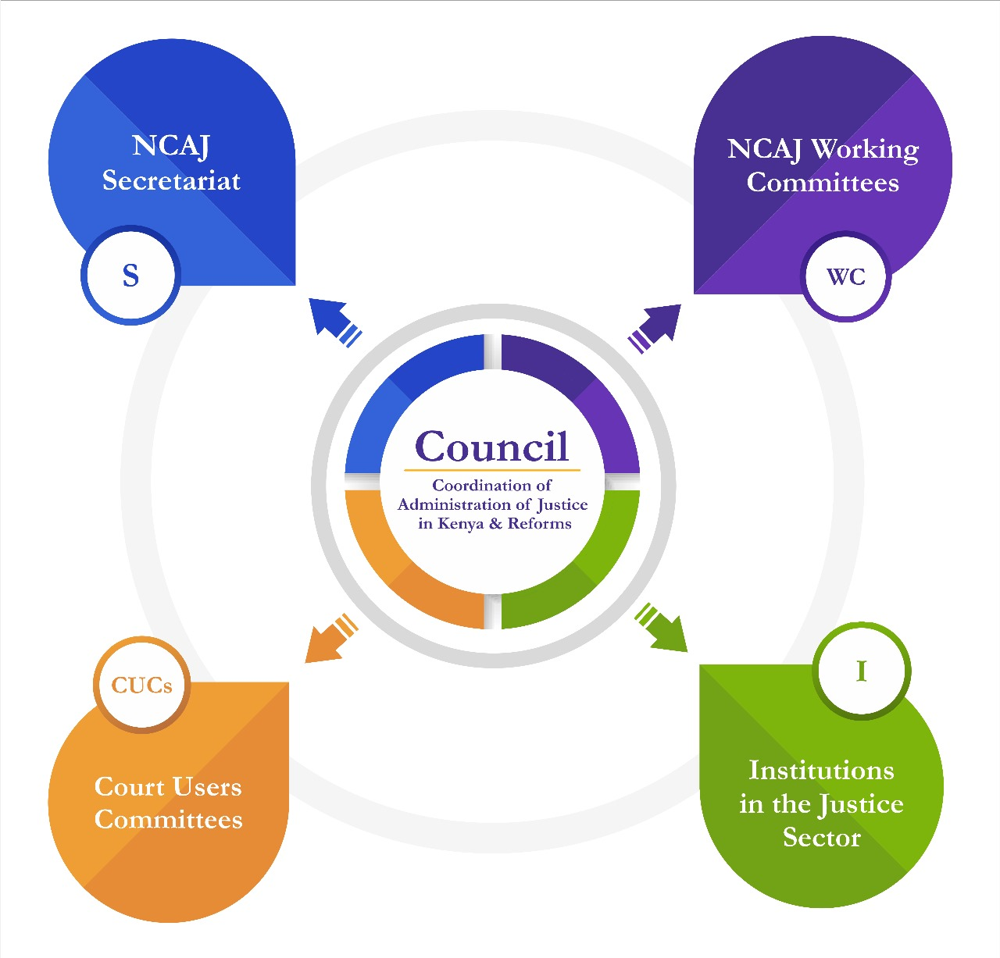 NCAJ
Secretariat
S
NCAJ Working
Committees
WC
Council
Coordination of
Administration of Justice
in Kenya & Reforms
CUCs
Court Users
Committees
I
Institutions
in the Justice
Sector